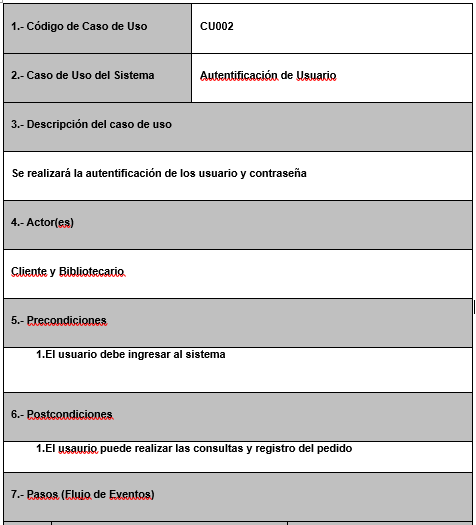 1.- Código de Caso de Uso CU002
2.- Caso de Uso del Sistema Autentificación de Usuario
3.- Descripción del caso de uso
Se realizará la autentificación de los usuario y contraseña
4.- Actor(es)
Cliente y Bibliotecario
5.- Precondiciones
1.El usuario debe ingresar al sistema
6.- Postcondiciones
1.El usaurio puede realizar las consultas y registro del pedido
7.- Pasos (Flujo de Eventos)